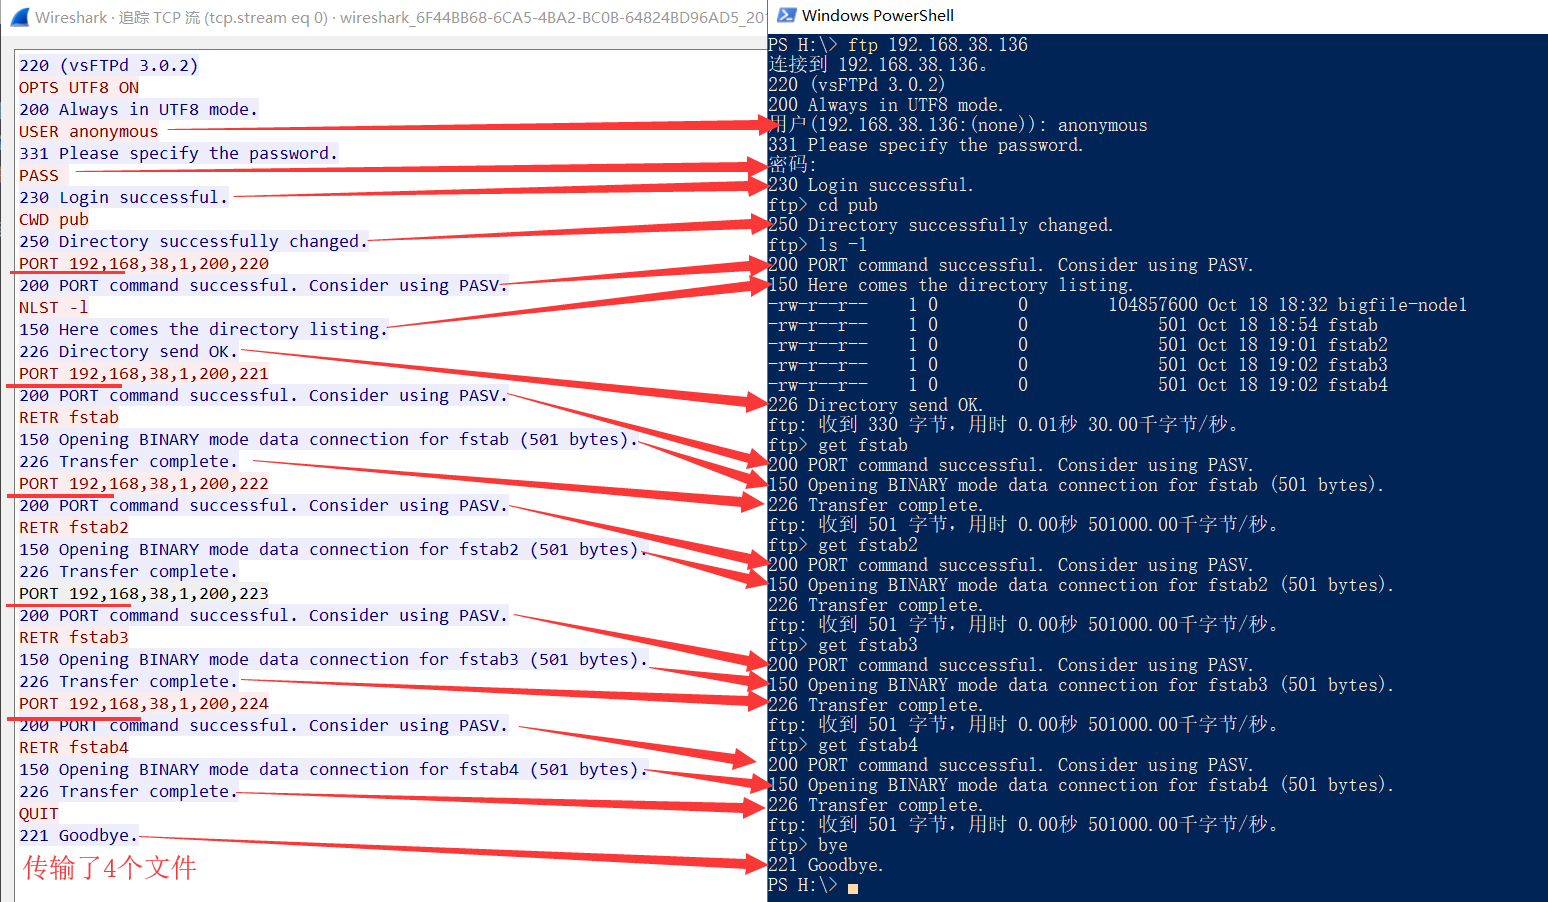 Wireshark · 追踪 TCP 流 (tcp.stream eq 0) · wireshark_6F44BB68-6CA5-4BA2-BC0B-64824BD96AD5_20
220 (vsFTPd 3.0.2)
OPTS UTF8 ON
200 Always in UTF8 mode.
USER anonymous
331 Please specify the password.
PASS
230 Login successful.
CWD pub
250 Directory successfully changed.
PORT 192,168,38,1,200,220
200 PORT command successful. Consider using PASV.
NLST -l
150 Here comes the directory listing.
226 Directory send OK.
PORT 192,168,38,1,200,221
200 PORT command successful. Consider using PASV.
RETR fstab
150 Opening BINARY mode data connection for fstab (501 bytes).
226 Transfer complete.
PORT 192,168,38,1,200,222
200 PORT command successful. Consider using PASV.
RETR fstab2
150 Opening BINARY mode data connection for fstab2 (501 bytes).
226 Transfer complete.
PORT 192,168,38,1,200,223
200 PORT command successful. Consider using PASV.
RETR fstab3
150 Opening BINARY mode data connection for fstab3 (501 bytes).
226 Transfer complete.
PORT 192,168,38,1,200,224
200 PORT command successful. Consider using PASV.
RETR fstab4
150 Opening BINARY mode data connection for fstab4 (501 bytes).
226 Transfer complete.
QUIT
221 Goodbye.
传输了4个文件
Windows PowerShell
PS H:\> ftp 192.168.38.136
连接到 192.168.38.136。
220 (vsFTPd 3.0.2)
200 Always in UTF8 mode.
用户(192.168.38.136:(none)): anonymous
331 Please specify the password.
密码:
230 Login successful.
ftp> cd pub
250 Directory successfully changed.
ftp> ls -l
200 PORT command successful. Consider using PASV.
150 Here comes the directory listing.
-rw-r--r-- 1 0 0 104857600 Oct 18 18:32 bigfile-node1
-rw-r--r-- 1 0 0 501 Oct 18 18:54 fstab
-rw-r--r-- 1 0 0 501 Oct 18 19:01 fstab2
-rw-r--r-- 1 0 0 501 Oct 18 19:02 fstab3
-rw-r--r-- 1 0 0 501 Oct 18 19:02 fstab4
226 Directory send OK.
ftp: 收到 330 字节，用时 0.01秒 30.00千字节/秒。
ftp> get fstab
200 PORT command successful. Consider using PASV.
150 Opening BINARY mode data connection for fstab (501 bytes).
226 Transfer complete.
ftp: 收到 501 字节，用时 0.00秒 501000.00千字节/秒。
ftp> get fstab2
200 PORT command successful. Consider using PASV.
150 Opening BINARY mode data connection for fstab2 (501 bytes).
226 Transfer complete.
ftp: 收到 501 字节，用时 0.00秒 501000.00千字节/秒。
ftp> get fstab3
200 PORT command successful. Consider using PASV.
150 Opening BINARY mode data connection for fstab3 (501 bytes).
226 Transfer complete.
ftp: 收到 501 字节，用时 0.00秒 501000.00千字节/秒。
ftp> get fstab4
200 PORT command successful. Consider using PASV.
150 Opening BINARY mode data connection for fstab4 (501 bytes).
226 Transfer complete.
ftp: 收到 501 字节，用时 0.00秒 501000.00千字节/秒。
ftp> bye
221 Goodbye.
PS H:\>